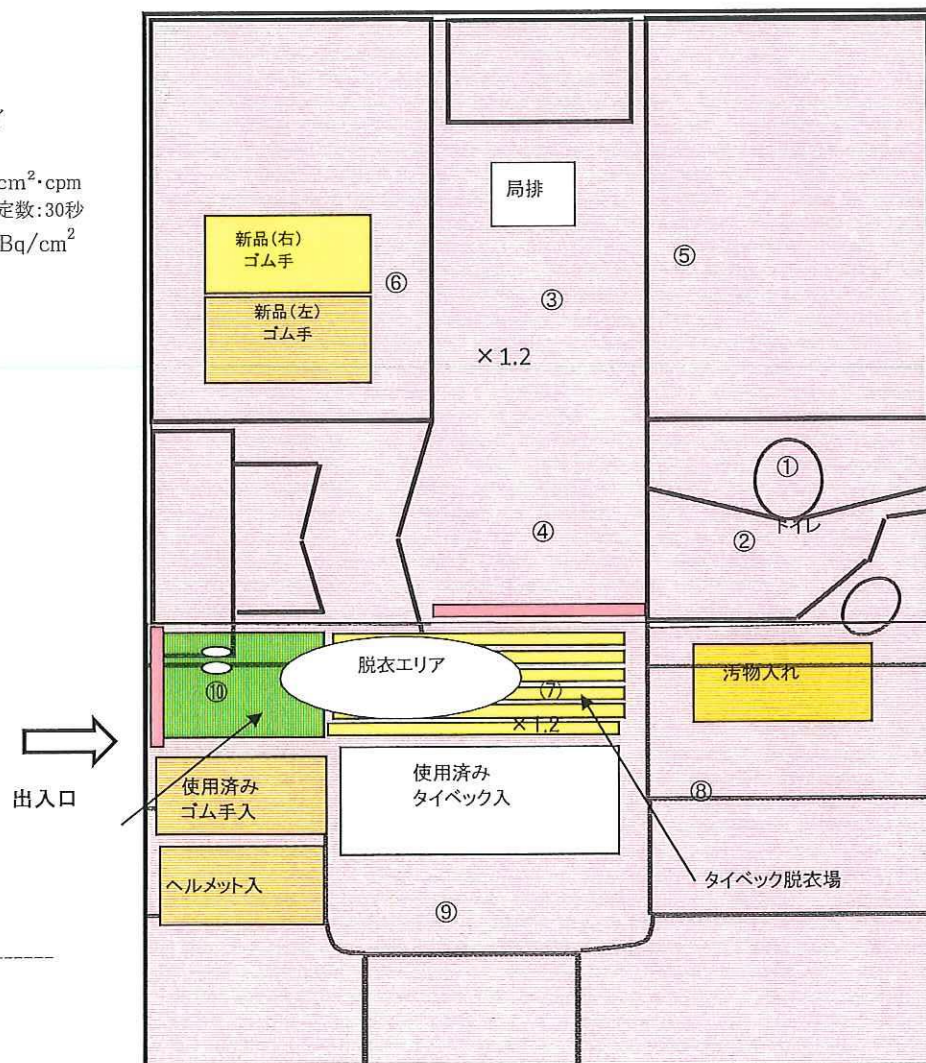 cm²･cpm
定数:30秒
Bq/cm²
局排
新品(右)
ゴム手
新品(左)
ゴム手
⑥
⑤
③
×1.2
①
トイレ
②
④
脱衣エリア
⑦
×1.2
⑩
汚物入れ
出入口
使用済み
ゴム手入
使用済み
タイベック入
⑧
ヘルメット入
タイベック脱衣場
⑨